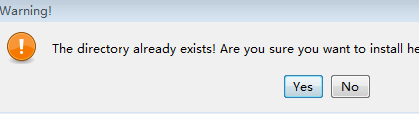 Warning!
The directory already exists! Are you sure you want to install
Yes
No